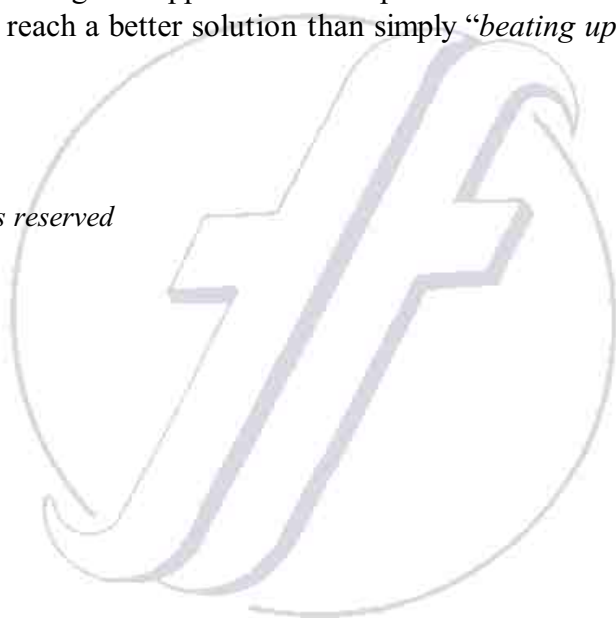 reach a better solution than simply “beating up
s reserved